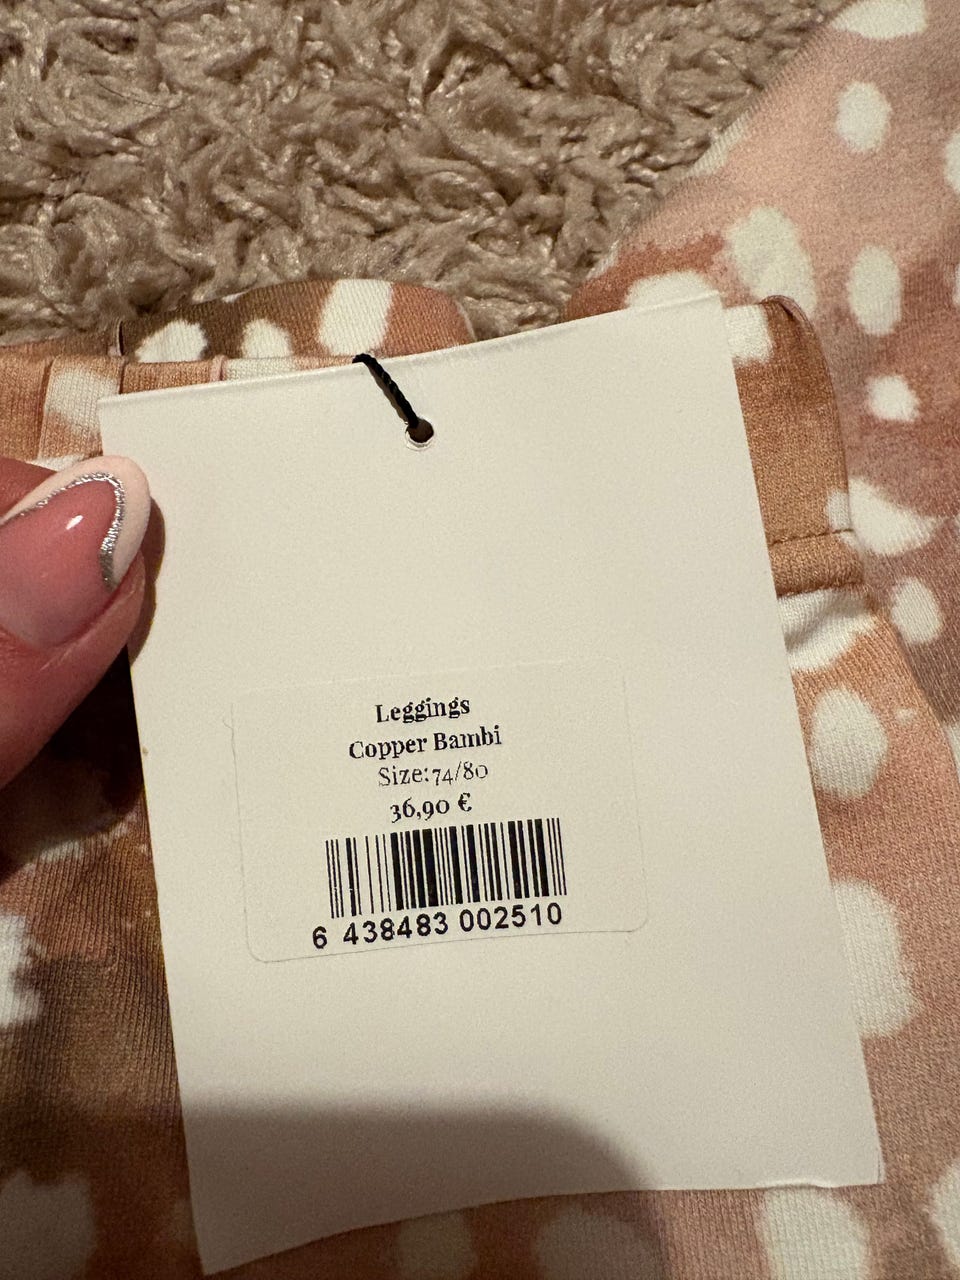 Leggings
Copper Bambi
Size:74/80
36,90 €
6 438483 002510